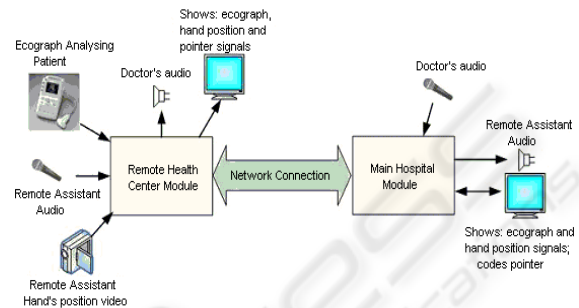 Shows: ecograph,
hand position and
pointer signals
Ecograph Analysing
Patient
Doctor's audio
Doctor's audio
Remote Assistant
Audio
Remote Health
Center Module
Network Connection
Main Hospital
Module
Remote Assistant
Audio
Shows: ecograph and
hand position signals;
codes pointer
Remote Assistant
Hand's position video